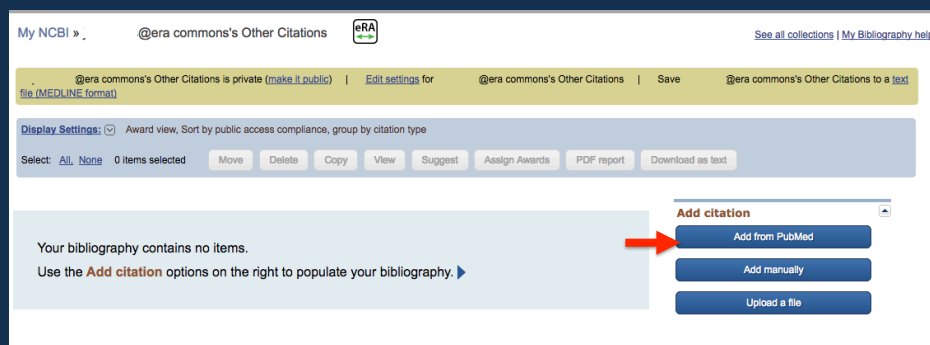 My NCBI » @era commons's Other Citations eRA
See all collections | My Bibliography help
@era commons's Other Citations is private (make it public) | Edit settings for @era commons's Other Citations | Save @era commons's Other Citations to a text
file (MEDLINE format)
Display Settings: Award view, Sort by public access compliance, group by citation type
Select: All, None 0 items selected Move Delete Copy View Suggest Assign Awards PDF report Download as text
Add citation
Add from PubMed
Your bibliography contains no items.
Use the Add citation options on the right to populate your bibliography.
Add manually
Upload a file